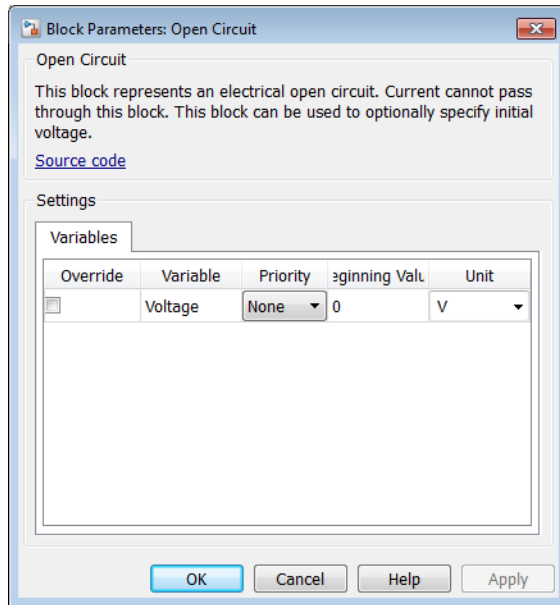 Block Parameters: Open Circuit
Open Circuit
This block represents an electrical open circuit. Current cannot pass
through this block. This block can be used to optionally specify initial
voltage.
Source code
Settings
Variables
Override Variable Priority eginning Valu Unit
Voltage None 0 V
OK Cancel Help Apply